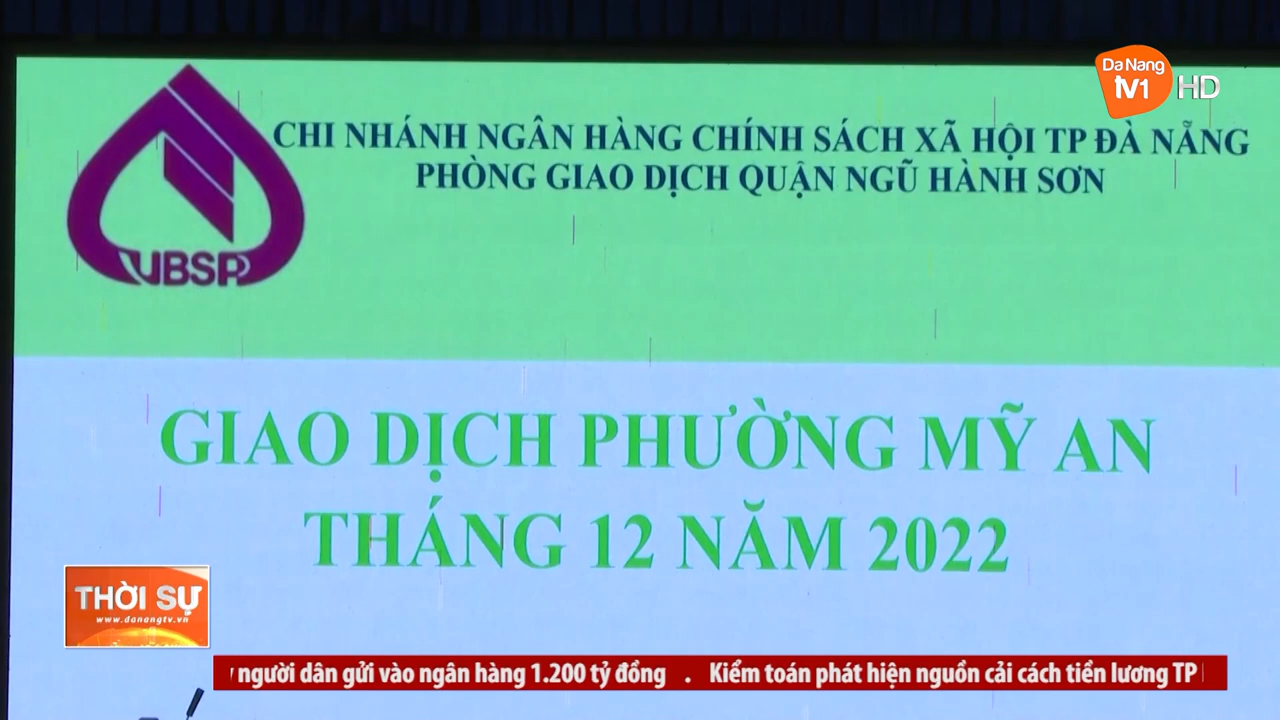 Da Nang
TV1 HD
CHI NHÁNH NGÂN HÀNG CHÍNH SÁCH XÃ HỘI TP ĐÀ NẴNG
PHÒNG GIAO DỊCH QUẬN NGŨ HÀNH SƠN
VBSP
GIAO DỊCH PHƯỜNG MỸ AN
THÁNG 12 NĂM 2022
THỜI SỰ
www.danangtv.vn
người dân gửi vào ngân hàng 1.200 tỷ đồng . Kiểm toán phát hiện nguồn cải cách tiền lương TP